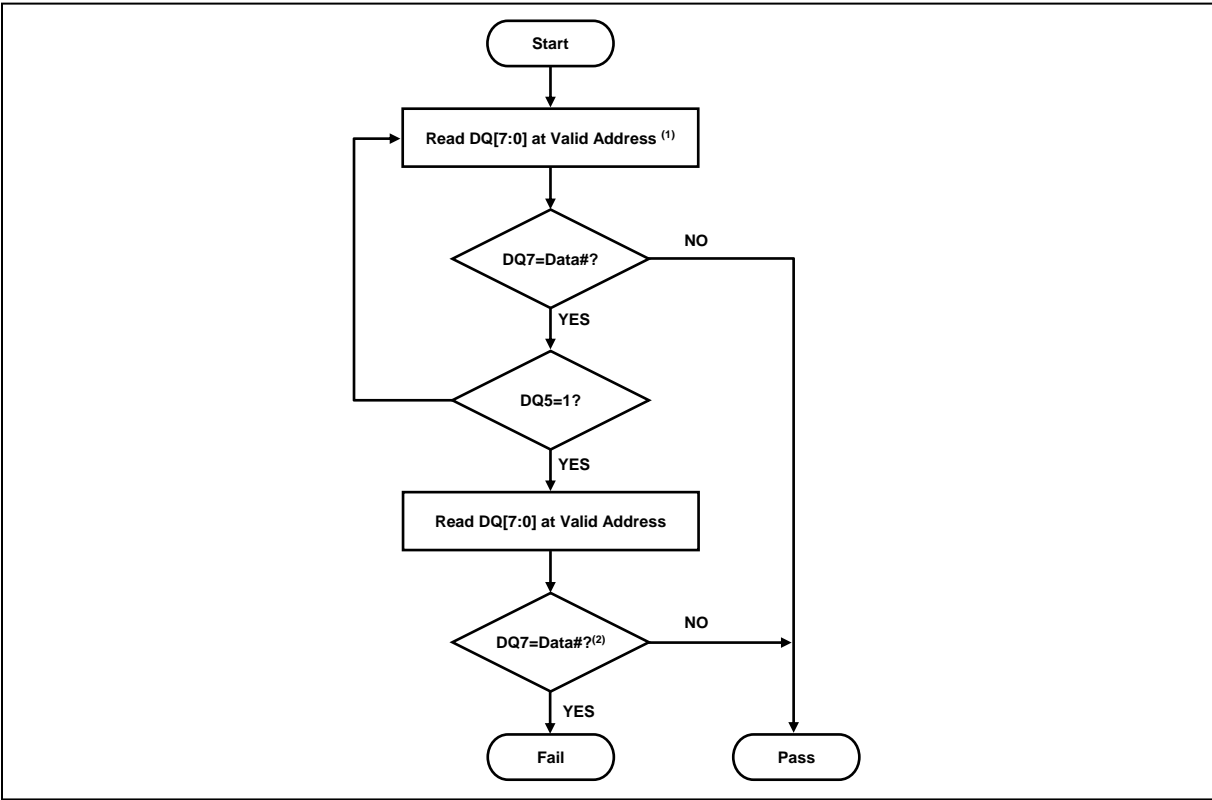 Start
Read DQ[7:0] at Valid Address (1)
DQ7=Data#?
NO
YES
DQ5=1?
YES
Read DQ[7:0] at Valid Address
DQ7=Data#?(2)
NO
YES
Fail
Pass